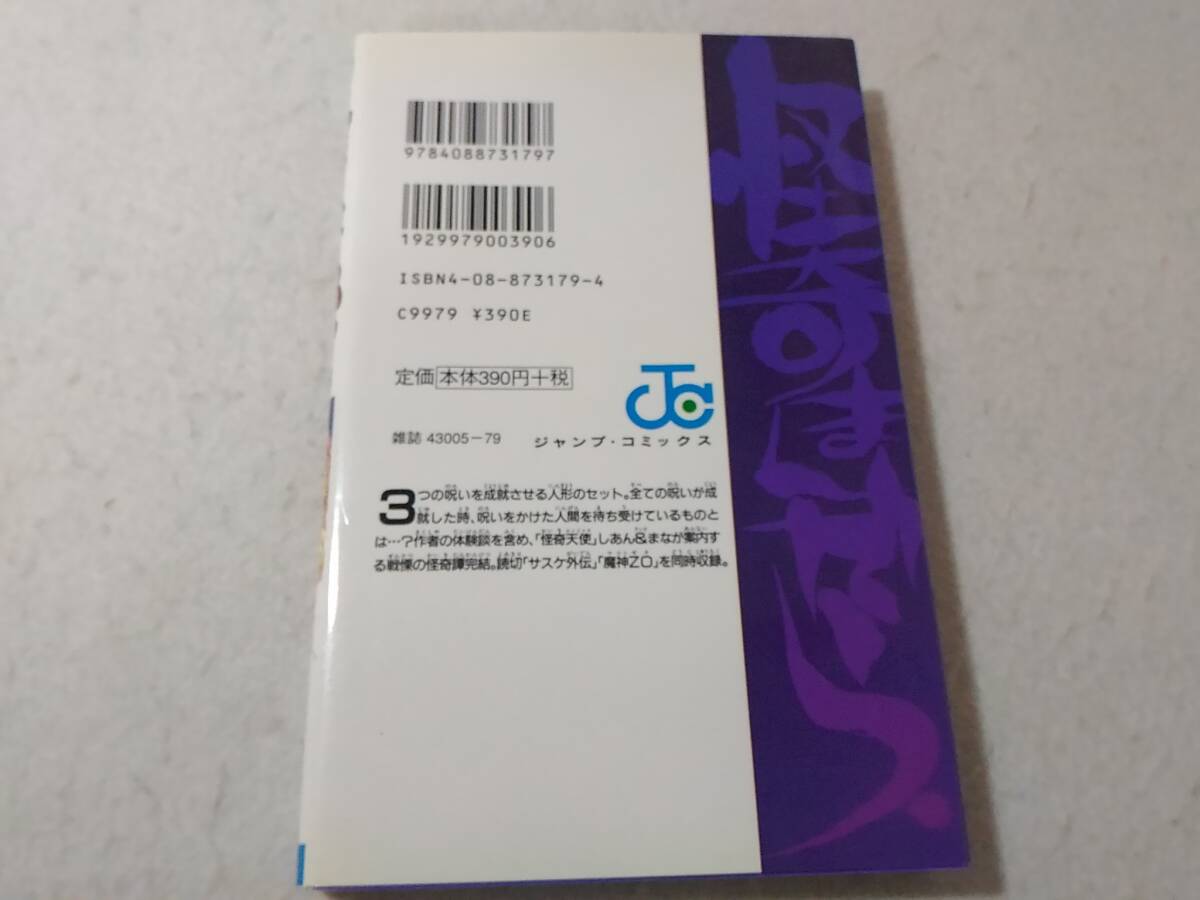 9784088731797
1929979003906
ISBN4-08-873179-4
C9979 ¥390E
定価 本体390円+税
雑誌 43005-79
JC
ジャンプ・コミックス
3つの呪いを成就させる人形のセット。全ての呪いが成
就した時、呪いをかけた人間を待ち受けているものと
は…?作者の体験談を含め、「怪奇天使」しあん&まなが案内す
る戦慄の怪奇譚完結。読切「サスケ外伝」「魔神ZO」を同時収録。
怪奇まぜらん